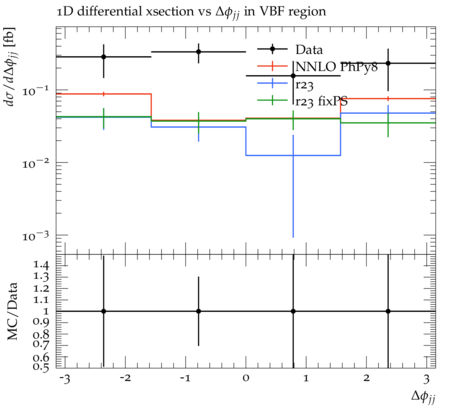 1D differential xsection vs Δϕjj in VBF region
dσ/dΔϕjj [fb]
Data
NNLO PhPy8
r23
r23 fixPS
10⁻¹
10⁻²
10⁻³
MC/Data
1.4
1.3
1.2
1.1
1
0.9
0.8
0.7
0.6
0.5
-3 -2 -1 0 1 2 3
Δϕjj